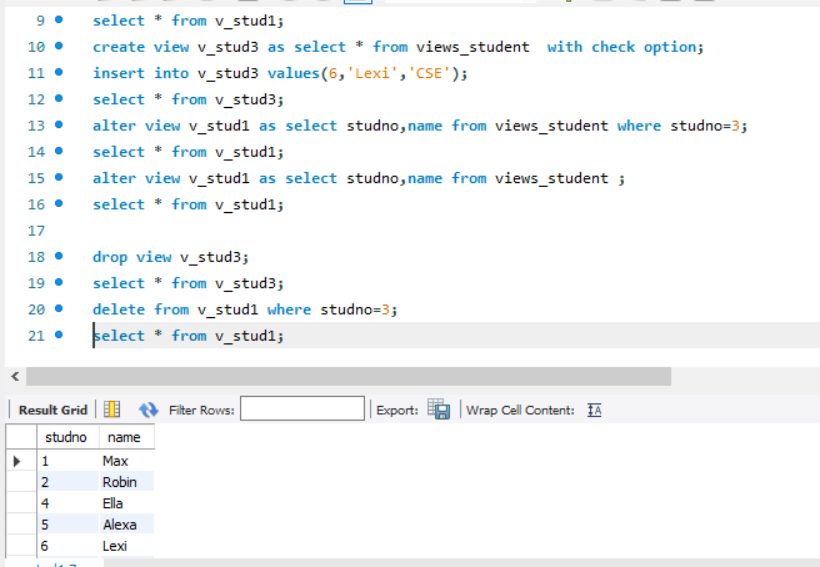 9 select * from v_stud1;
10 create view v_stud3 as select * from views_student  with check option;
11 insert into v_stud3 values(6,'Lexi','CSE');
12 select * from v_stud3;
13 alter view v_stud1 as select studno,name from views_student where studno=3;
14 select * from v_stud1;
15 alter view v_stud1 as select studno,name from views_student ;
16 select * from v_stud1;
17
18 drop view v_stud3;
19 select * from v_stud3;
20 delete from v_stud1 where studno=3;
21 select * from v_stud1;
Result Grid Filter Rows: Export: Wrap Cell Content:
studno name
1 Max
2 Robin
4 Ella
5 Alexa
6 Lexi